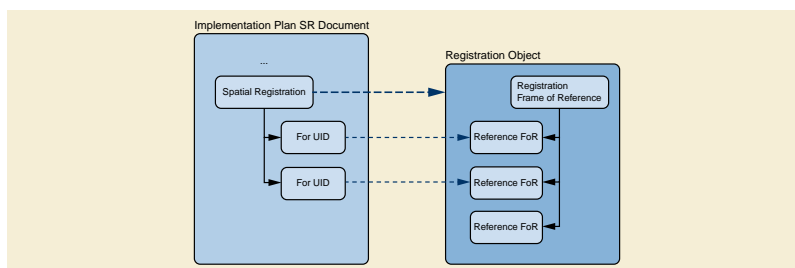 Implementation Plan SR Document
...
Spatial Registration
For UID
For UID
Registration Object
Registration
Frame of Reference
Reference FoR
Reference FoR
Reference FoR